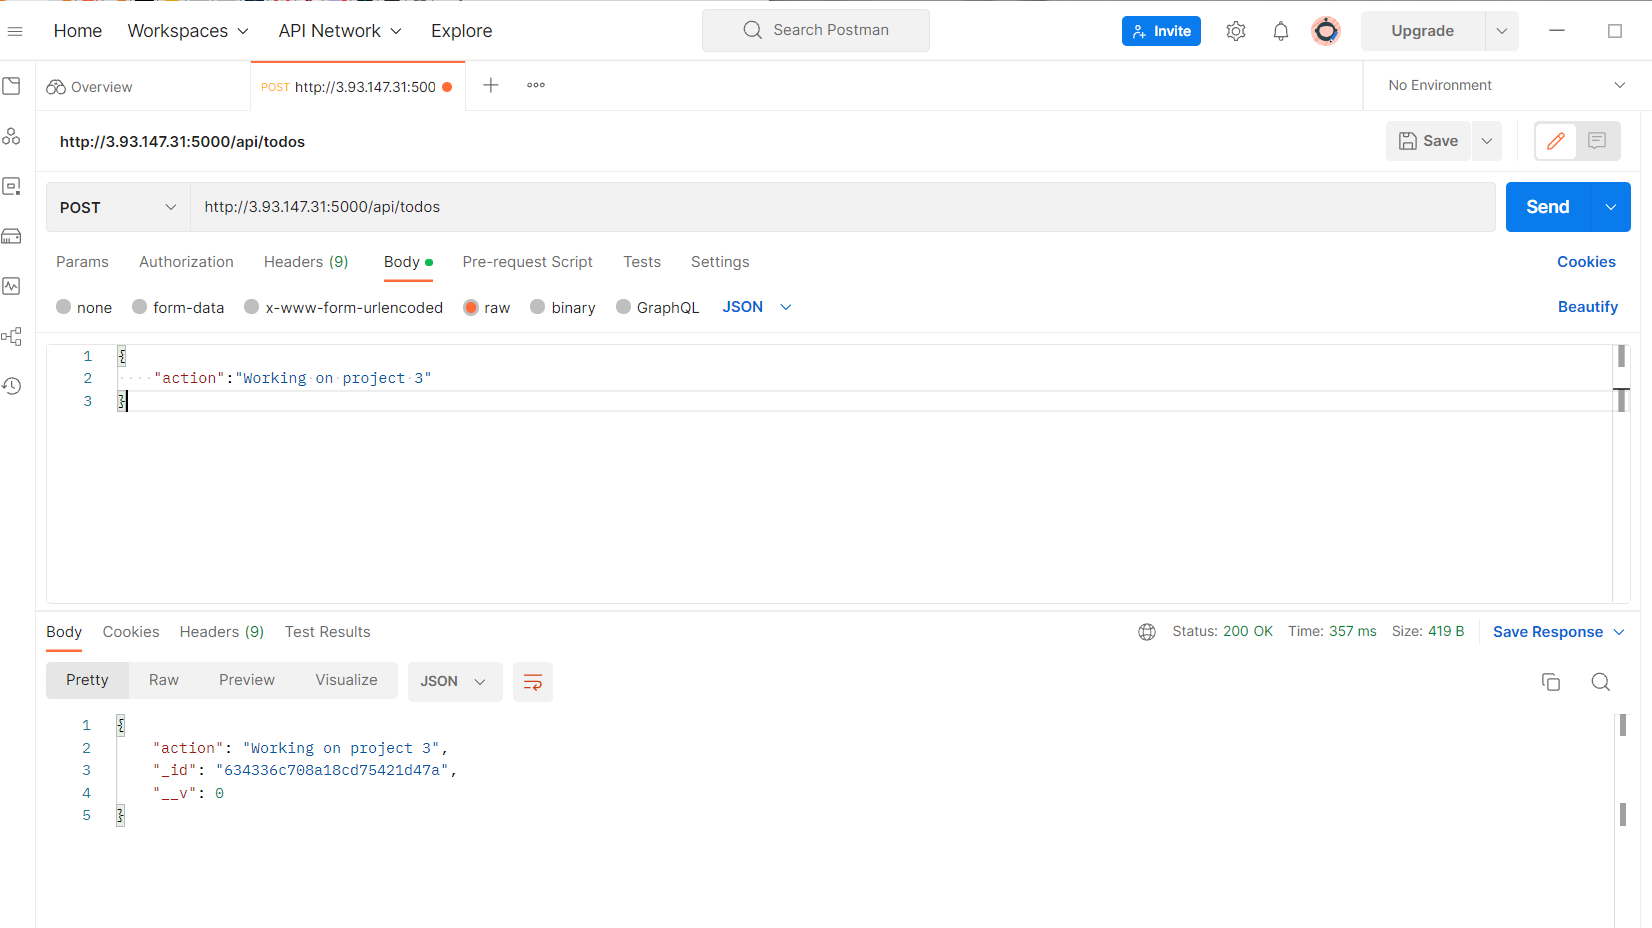 Home Workspaces API Network Explore Search Postman Invite Upgrade
Overview POST http://3.93.147.31:500 No Environment
http://3.93.147.31:5000/api/todos Save
POST http://3.93.147.31:5000/api/todos Send
Params Authorization Headers (9) Body Pre-request Script Tests Settings Cookies
none form-data x-www-form-urlencoded raw binary GraphQL JSON Beautify
1 {
2 "action":"Working on project 3"
3 }
Body Cookies Headers (9) Test Results Status: 200 OK Time: 357 ms Size: 419 B Save Response
Pretty Raw Preview Visualize JSON
1 {
2 "action": "Working on project 3",
3 "_id": "634336c708a18cd75421d47a",
4 "__v": 0
5 }